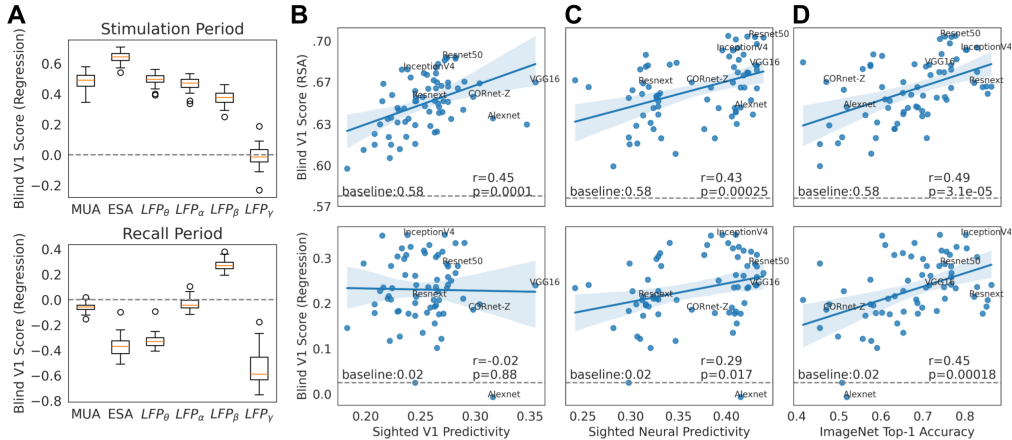 A
Stimulation Period
Blind V1 Score (Regression)
0.6
0.4
0.2
0.0
−0.2
MUA ESA LFPθ LFPα LFPβ LFPγ
Recall Period
Blind V1 Score (Regression)
0.4
0.2
0.0
−0.2
−0.4
−0.6
−0.8
MUA ESA LFPθ LFPα LFPβ LFPγ
B
Blind V1 Score (RSA)
.70
.67
.63
.60
.57
Resnet50
InceptionV4
VGG16
Resnext
CORnet-Z
Alexnet
r=0.45
baseline:0.58
p=0.0001
Blind V1 Score (Regression)
0.3
0.2
0.1
0.0
InceptionV4
Resnet50
VGG16
Resnext
CORnet-Z
r=-0.02
baseline:0.02
p=0.88
Alexnet
0.20 0.25 0.30 0.35
Sighted V1 Predictivity
C
Resnet50
InceptionV4
VGG16
Resnext
CORnet-Z
Alexnet
r=0.43
baseline:0.58
p=0.00025
InceptionV4
Resnet50
VGG16
Resnext
CORnet-Z
r=0.29
baseline:0.02
p=0.017
Alexnet
0.25 0.30 0.35 0.40
Sighted Neural Predictivity
D
Resnet50
InceptionV4
VGG16
Resnext
CORnet-Z
Alexnet
r=0.49
baseline:0.58
p=3.1e-05
InceptionV4
Resnet50
VGG16
Resnext
CORnet-Z
r=0.45
baseline:0.02
p=0.00018
Alexnet
0.4 0.5 0.6 0.7 0.8
ImageNet Top-1 Accuracy